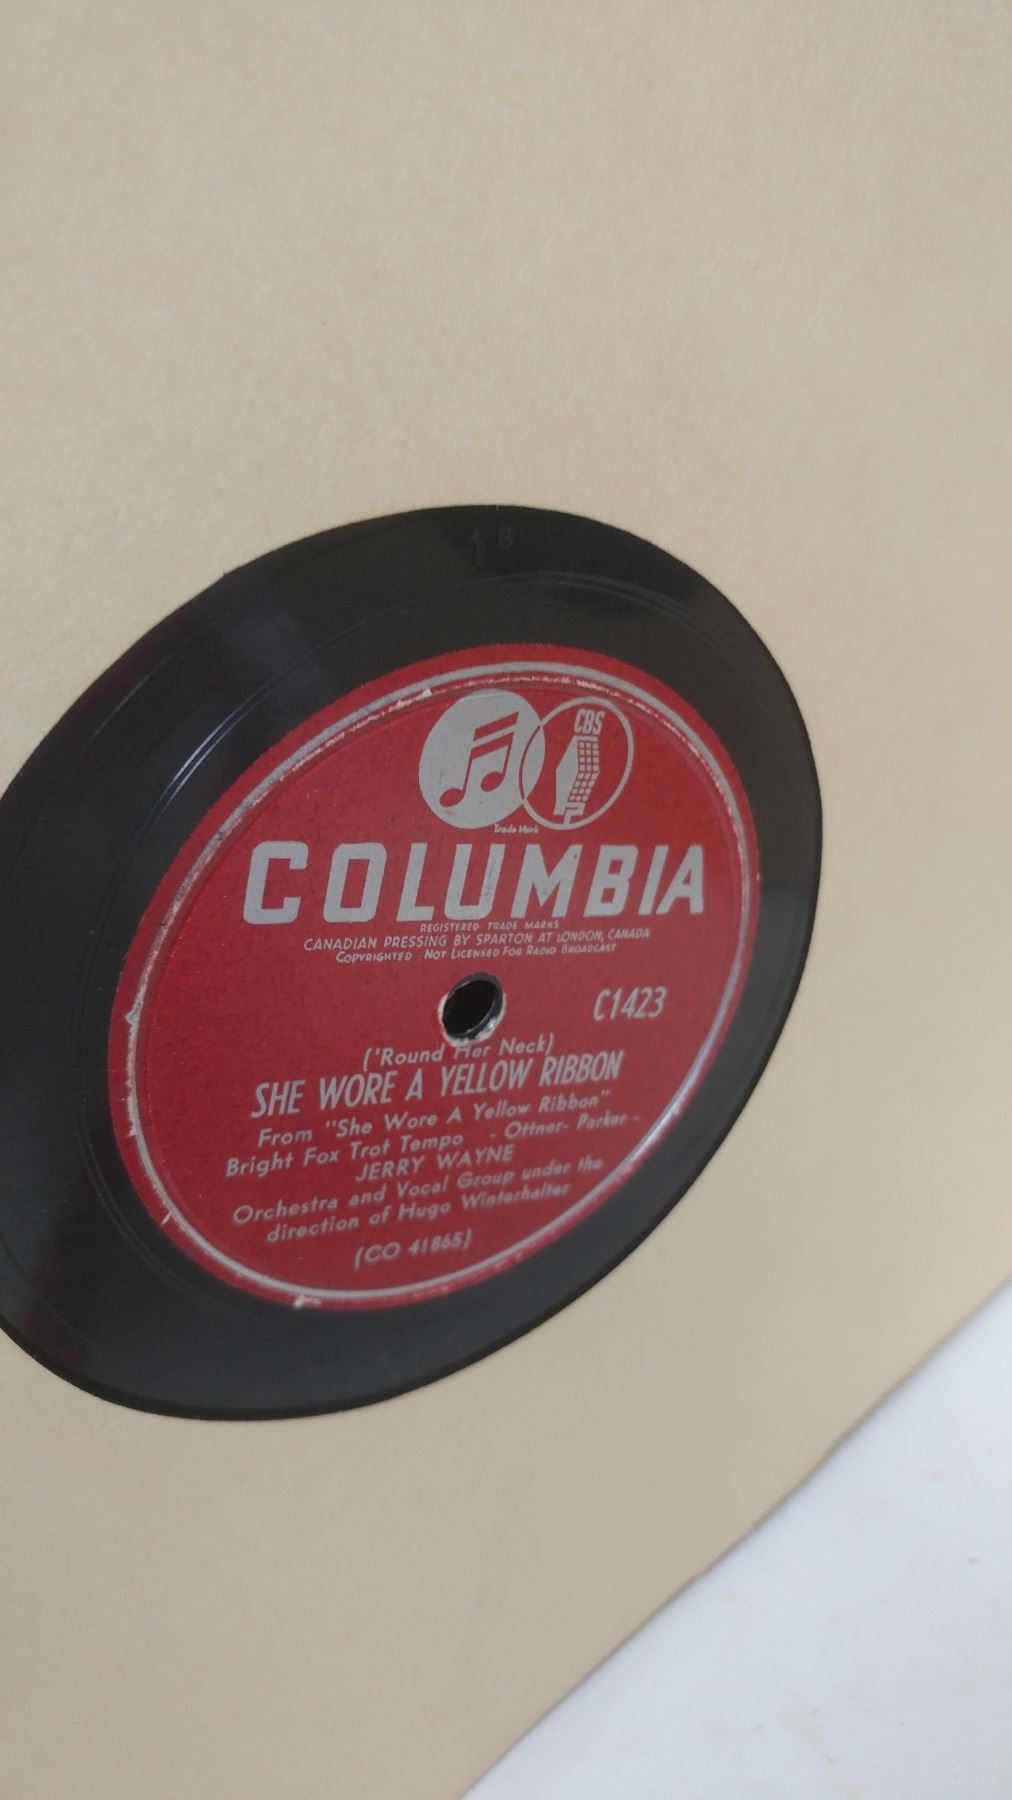 1 B
CBS
Trade Mark
COLUMBIA
REGISTERED TRADE MARKS
CANADIAN PRESSING BY SPARTON AT LONDON, CANADA
COPYRIGHTED - NOT LICENSED FOR RADIO BROADCAST
C1423
('Round Her Neck)
SHE WORE A YELLOW RIBBON
From "She Wore A Yellow Ribbon"
Bright Fox Trot Tempo - Ottner- Parker -
JERRY WAYNE
Orchestra and Vocal Group under the
direction of Hugo Winterhalter
(CO 41865)